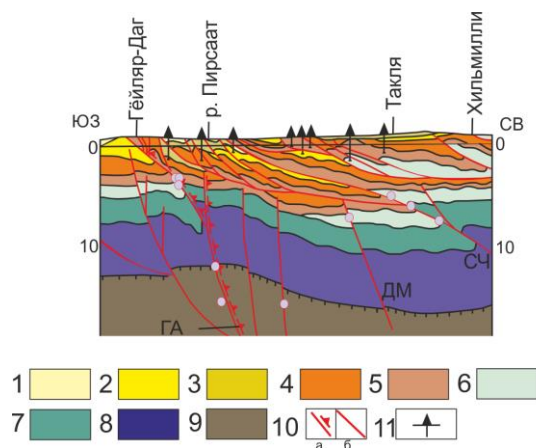 Гёйляр-Даг
р. Пирсаат
Такля
Хильмилли
ЮЗ
СВ
0
0
10
10
СЧ
ДМ
ГА
1 2 3 4 5 6
7 8 9 10 11
а б